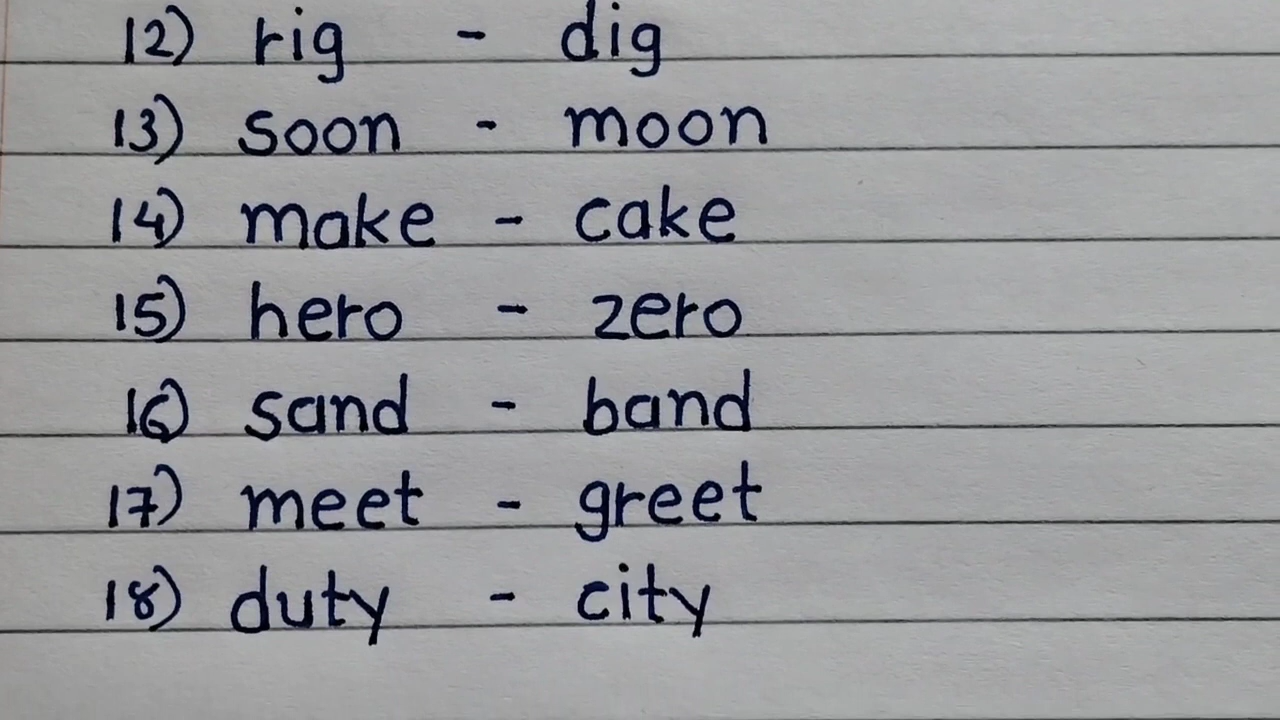 12) rig - dig
13) soon - moon
14) make - cake
15) hero - zero
16) sand - band
17) meet - greet
18) duty - city